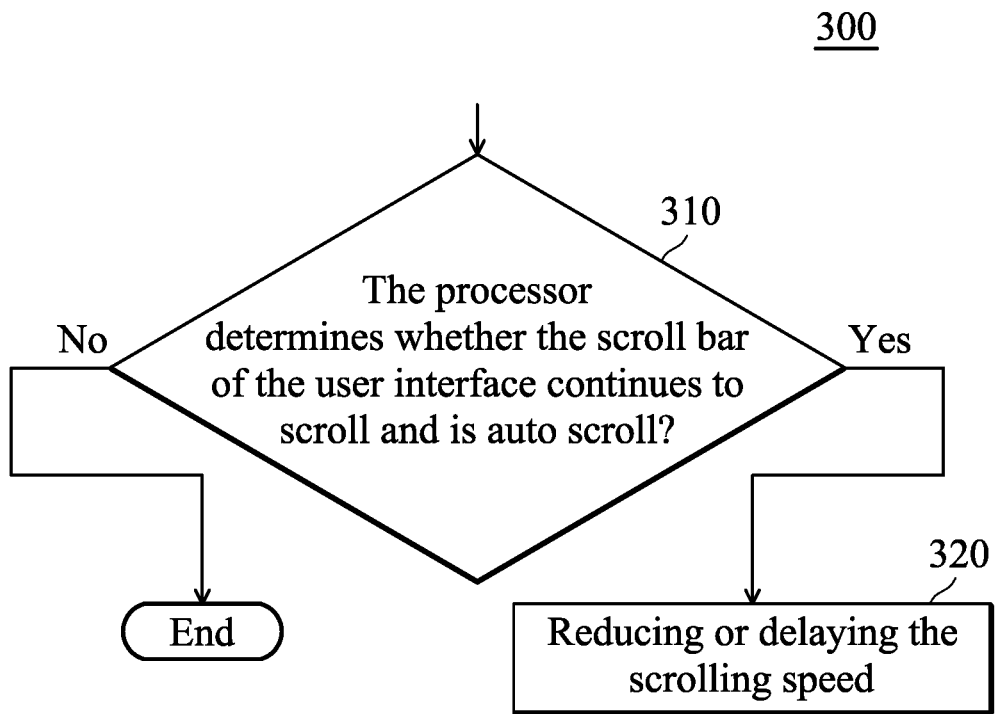 300
310
The processor
determines whether the scroll bar
of the user interface continues to
scroll and is auto scroll?
No
Yes
320
End
Reducing or delaying the
scrolling speed